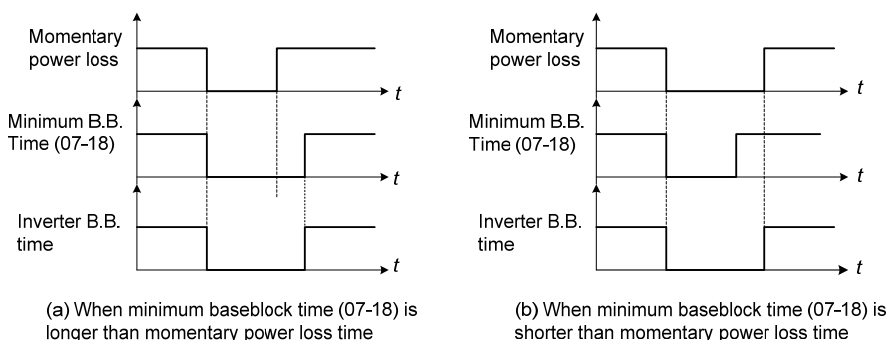 Momentary
power loss
t
Minimum B.B.
Time (07-18)
t
Inverter B.B.
time
t
(a) When minimum baseblock time (07-18) is
longer than momentary power loss time
Momentary
power loss
t
Minimum B.B.
Time (07-18)
t
Inverter B.B.
time
t
(b) When minimum baseblock time (07-18) is
shorter than momentary power loss time